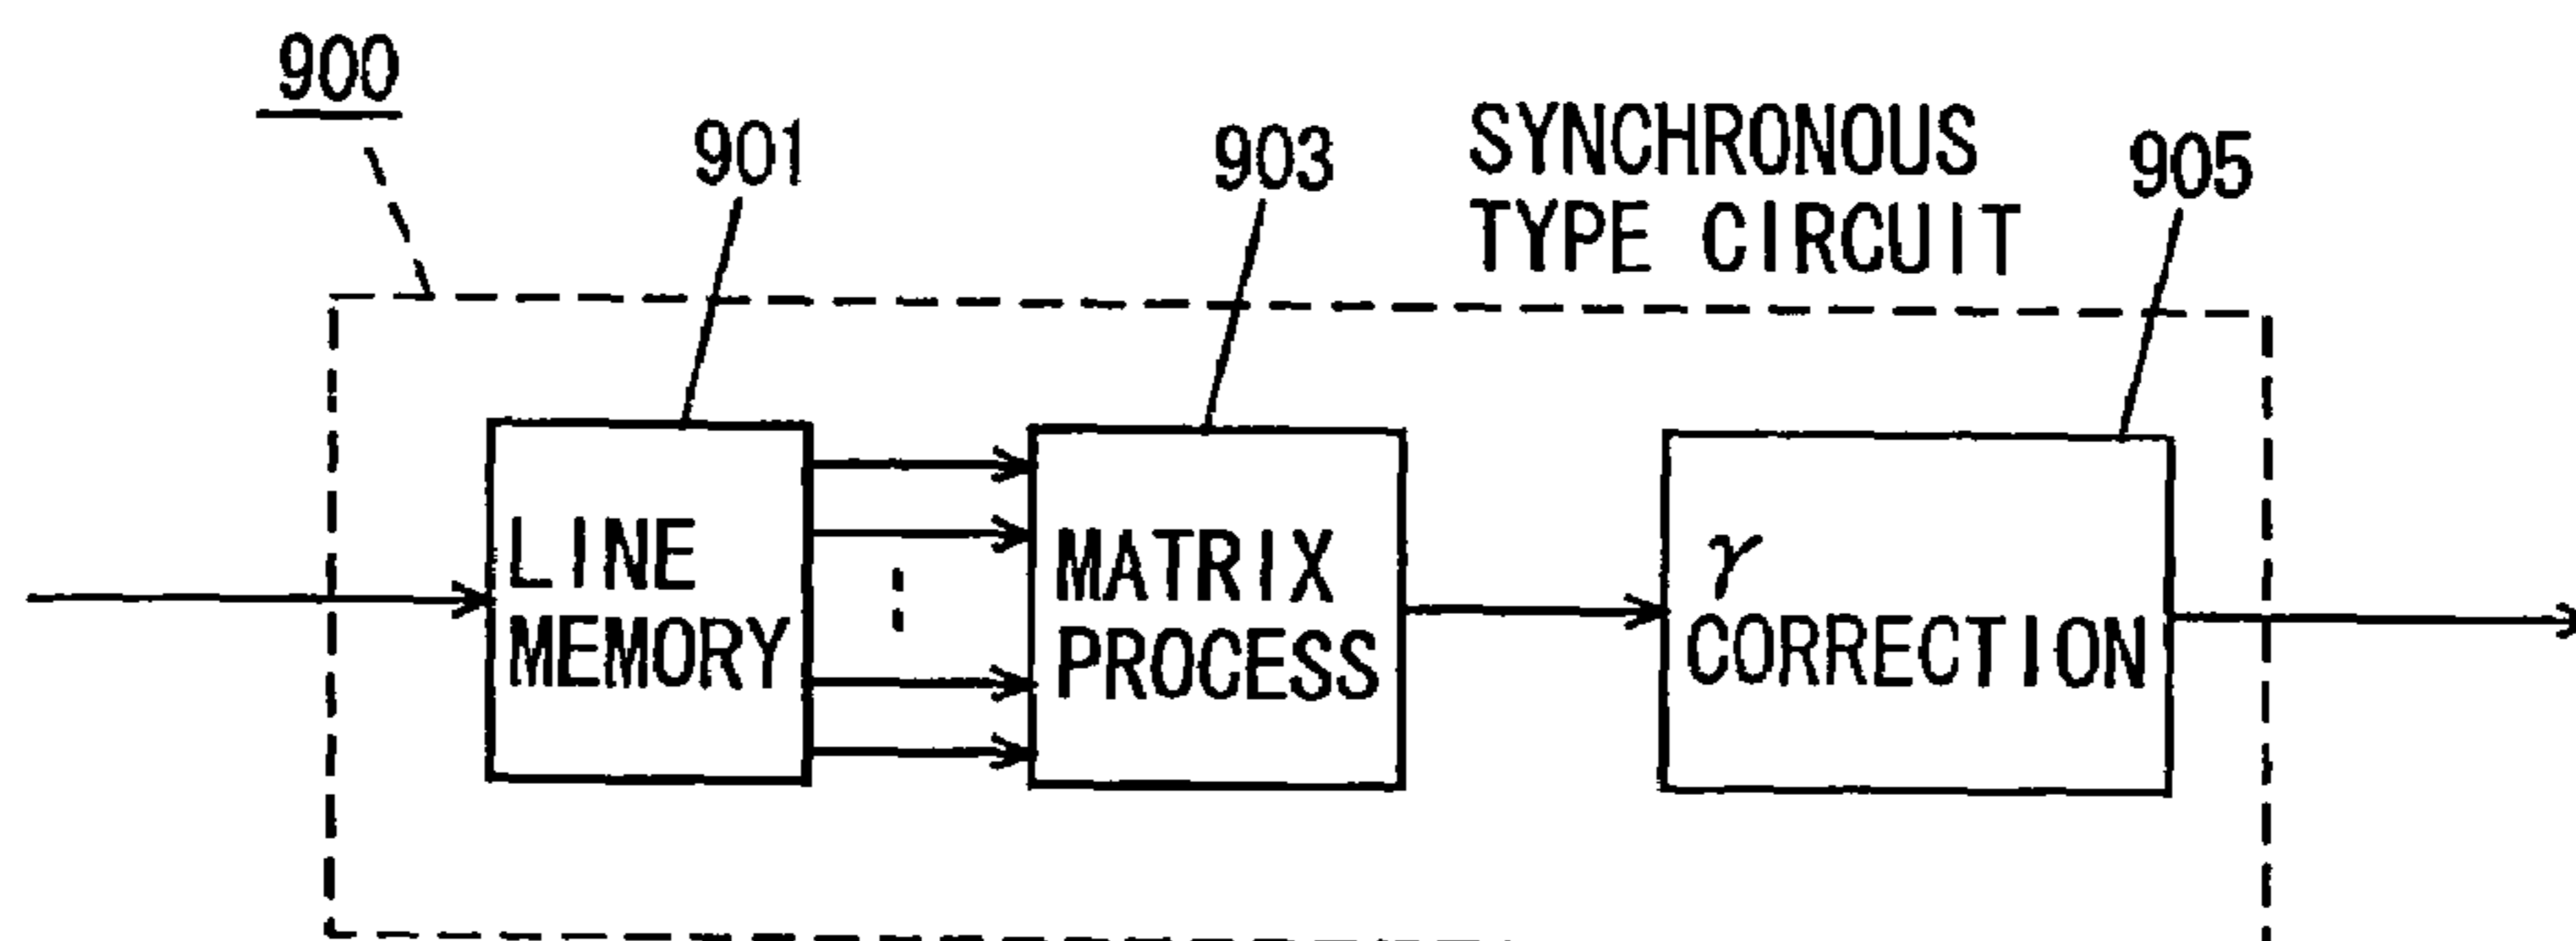 900
901
903
SYNCHRONOUS
TYPE CIRCUIT
905
LINE
MEMORY
MATRIX
PROCESS
γ
CORRECTION